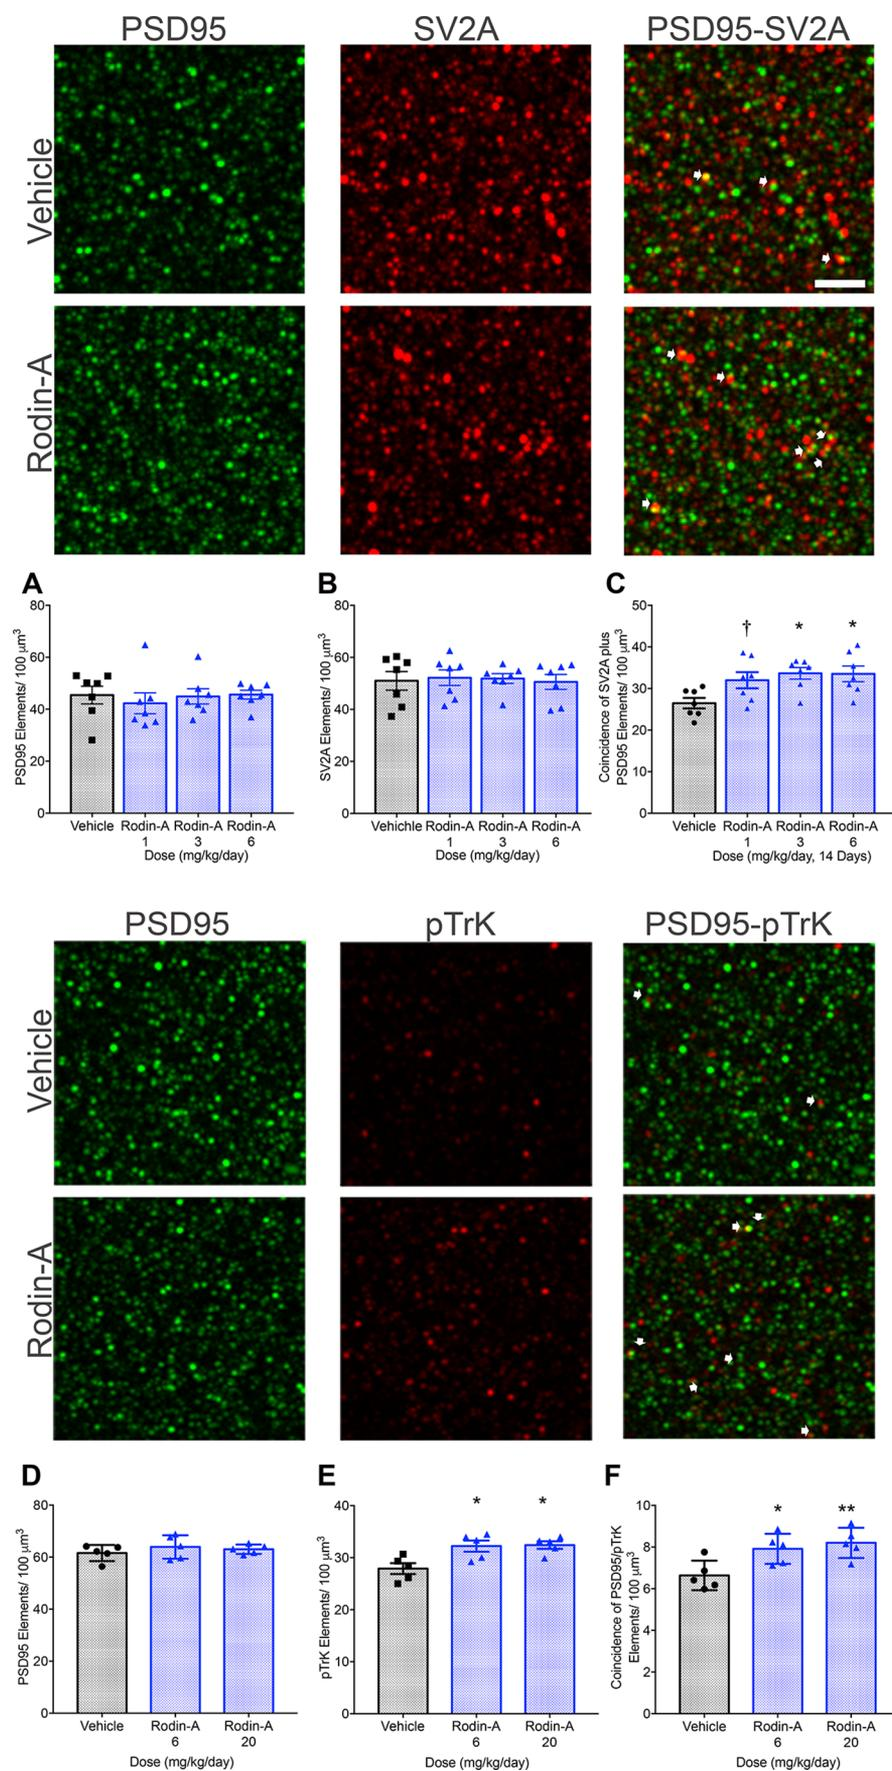 PSD95 SV2A PSD95-SV2A
Vehicle
Rodin-A
A
80
60
40
20
0
PSD95 Elements/ 100 µm³
Vehicle Rodin-A Rodin-A Rodin-A
1 3 6
Dose (mg/kg/day)
B
80
60
40
20
0
SV2A Elements/ 100 µm³
Vehichle Rodin-A Rodin-A Rodin-A
1 3 6
Dose (mg/kg/day)
C
50
40
30
20
10
0
Coincidence of SV2A plus
PSD95 Elements/ 100 µm³
† * *
Vehicle Rodin-A Rodin-A Rodin-A
1 3 6
Dose (mg/kg/day, 14 Days)
PSD95 pTrK PSD95-pTrK
Vehicle
Rodin-A
D
80
60
40
20
0
PSD95 Elements/ 100 µm³
Vehicle Rodin-A Rodin-A
6 20
Dose (mg/kg/day)
E
40
30
20
10
0
pTrK Elements/ 100 µm³
* *
Vehicle Rodin-A Rodin-A
6 20
Dose (mg/kg/day)
F
10
8
6
4
2
0
Coincidence of PSD95/pTrK
Elements/ 100 µm³
* **
Vehicle Rodin-A Rodin-A
6 20
Dose (mg/kg/day)